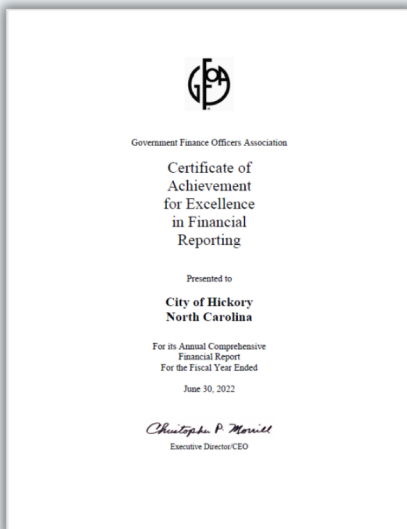 GFOA
Government Finance Officers Association
Certificate of
Achievement
for Excellence
in Financial
Reporting
Presented to
City of Hickory
North Carolina
For its Annual Comprehensive
Financial Report
For the Fiscal Year Ended
June 30, 2022
Christopher P. Morrill
Executive Director/CEO